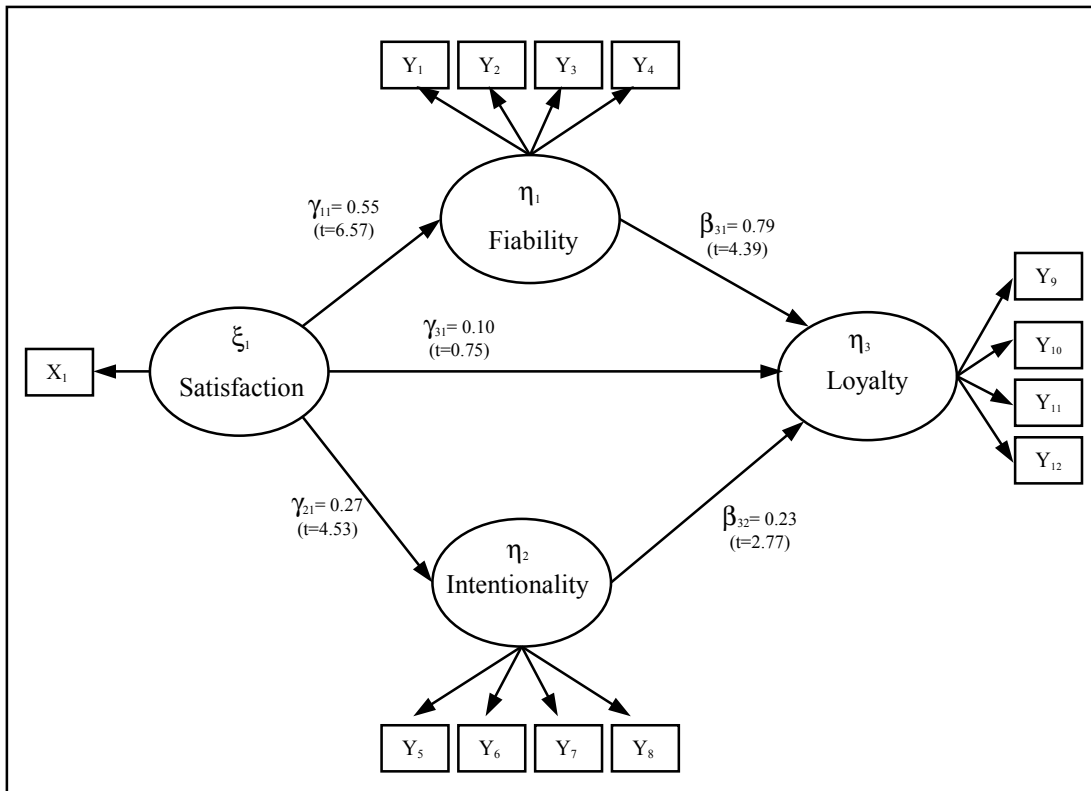 Y₁ Y₂ Y₃ Y₄
η₁
Fiability
γ₁₁= 0.55
(t=6.57)
β₃₁= 0.79
(t=4.39)
Y₉
γ₃₁= 0.10
(t=0.75)
ξ₁
Satisfaction
X₁
η₃
Loyalty
Y₁₀
Y₁₁
Y₁₂
γ₂₁= 0.27
(t=4.53)
β₃₂= 0.23
(t=2.77)
η₂
Intentionality
Y₅ Y₆ Y₇ Y₈